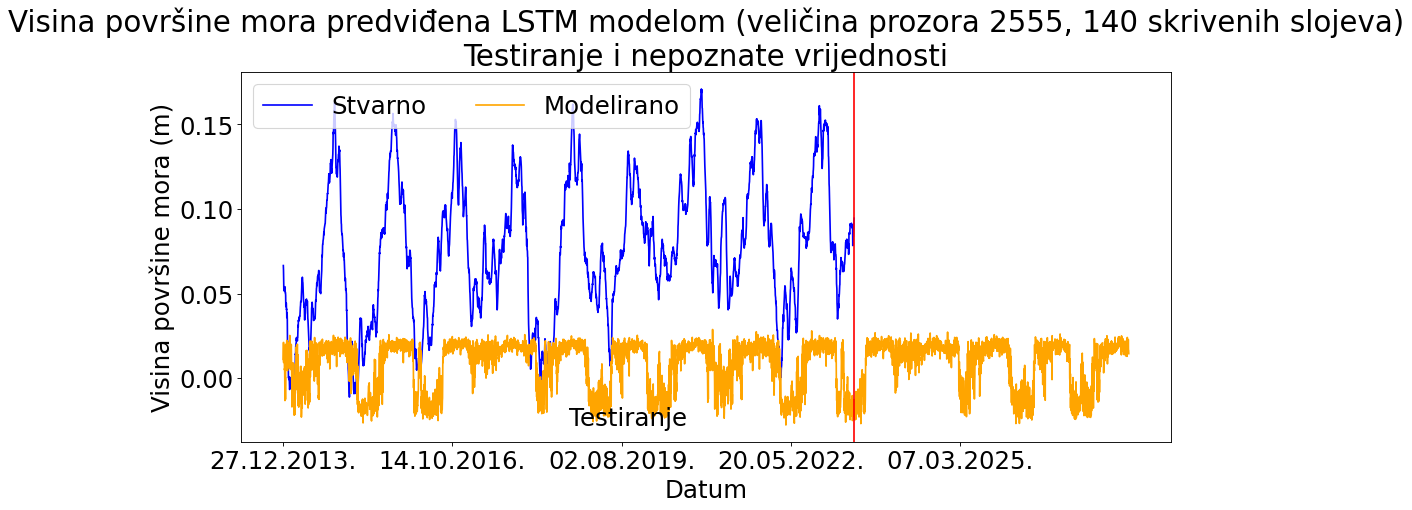 Visina površine mora predviđena LSTM modelom (veličina prozora 2555, 140 skrivenih slojeva)
Testiranje i nepoznate vrijednosti
Stvarno Modelirano
Visina površine mora (m)
0.15
0.10
0.05
0.00
Testiranje
27.12.2013. 14.10.2016. 02.08.2019. 20.05.2022. 07.03.2025.
Datum